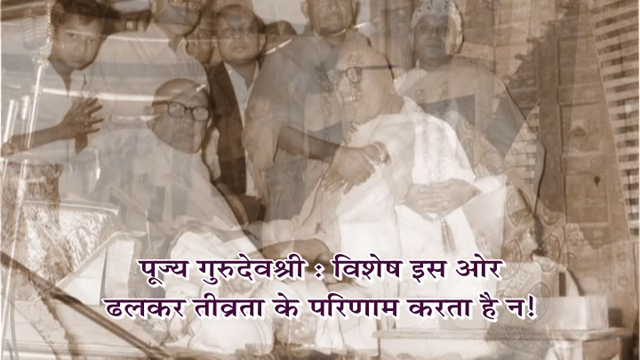 पूज्य गुरुदेवश्री : विशेष इस ओर
ढलकर तीव्रता के परिणाम करता है न!